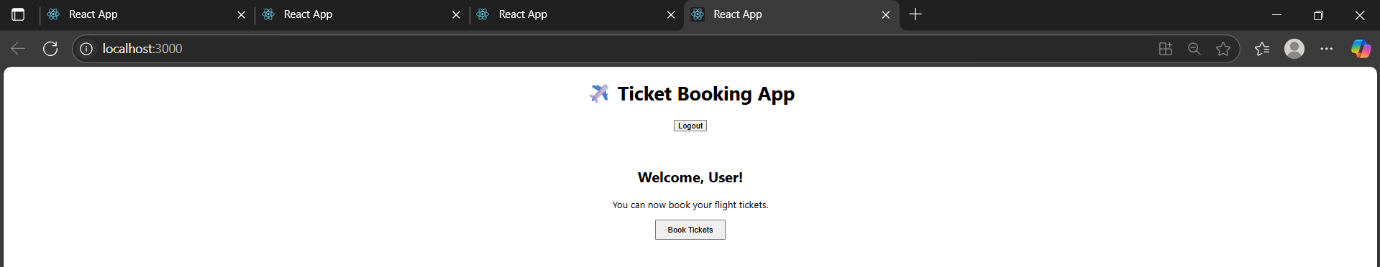 React App
React App
React App
React App
localhost:3000
✈ Ticket Booking App
Logout
Welcome, User!
You can now book your flight tickets.
Book Tickets